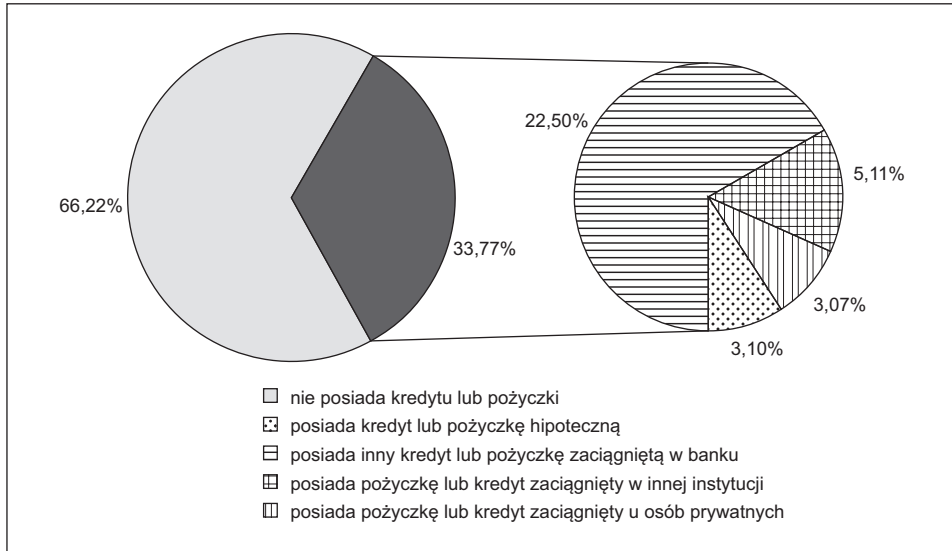 22,50%
5,11%
66,22%
33,77%
3,07%
3,10%
nie posiada kredytu lub pożyczki
posiada kredyt lub pożyczkę hipoteczną
posiada inny kredyt lub pożyczkę zaciągniętą w banku
posiada pożyczkę lub kredyt zaciągnięty w innej instytucji
posiada pożyczkę lub kredyt zaciągnięty u osób prywatnych